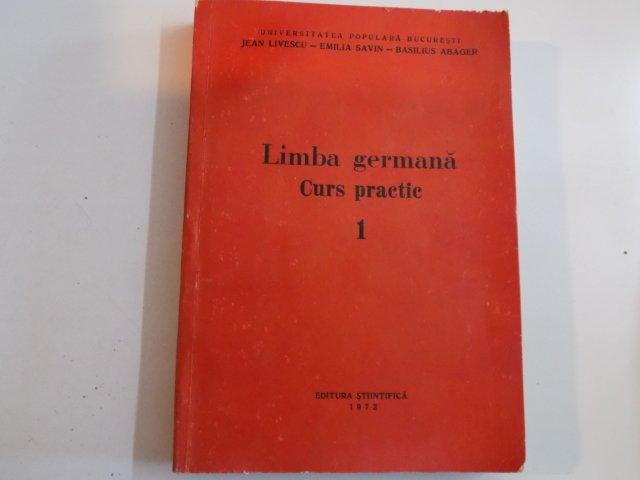 UNIVERSITATEA POPULARĂ BUCUREȘTI
JEAN LIVESCU – EMILIA SAVIN – BASILIUS ABAGER
Limba germană
Curs practic
1
EDITURA ȘTIINȚIFICĂ
1972